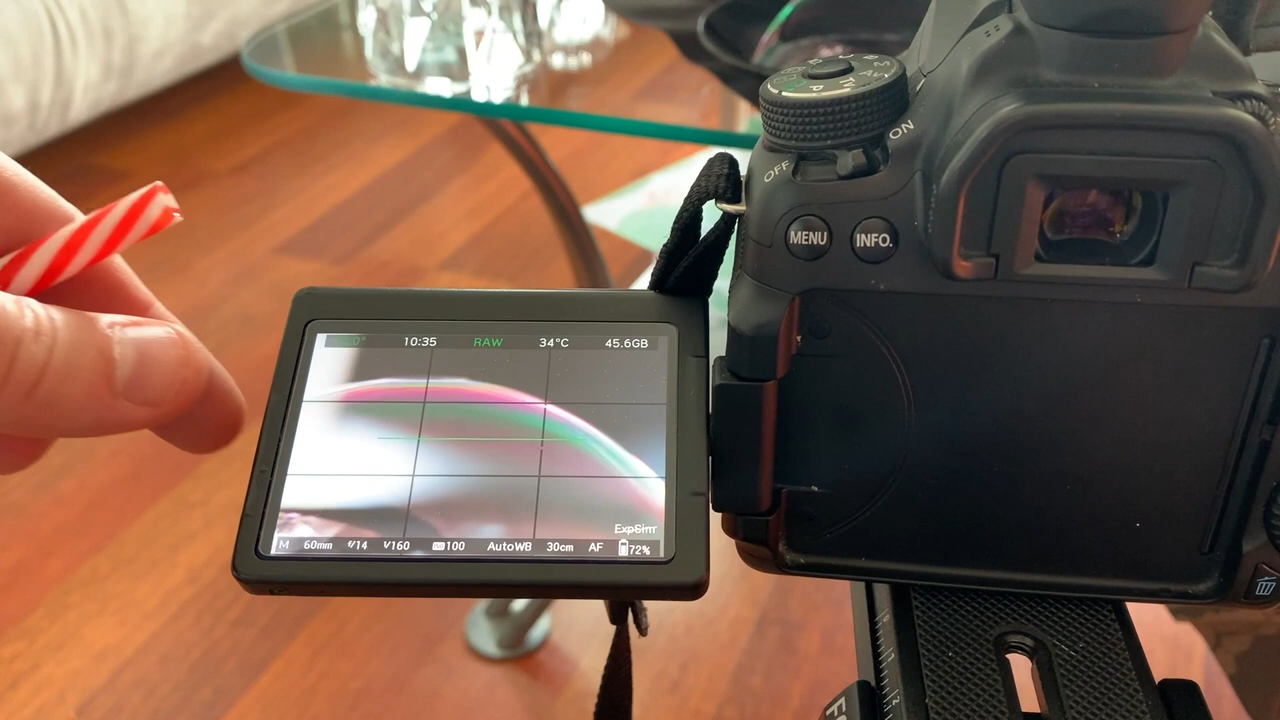 ON
OFF
MENU INFO.
10:35 RAW 34°C 45.6GB
ExpSim
M 60mm f/14 1/160 ISO 100 AutoWB 30cm AF 72%